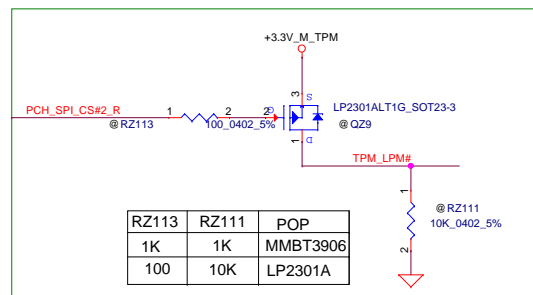 +3.3V_M_TPM
3
S
PCH_SPI_CS#2_R
1
2
2
G
LP2301ALT1G_SOT23-3
@RZ113
100_0402_5%
@QZ9
1
D
TPM_LPM#
1
@RZ111
10K_0402_5%
2
RZ113 RZ111 POP
1K 1K MMBT3906
100 10K LP2301A